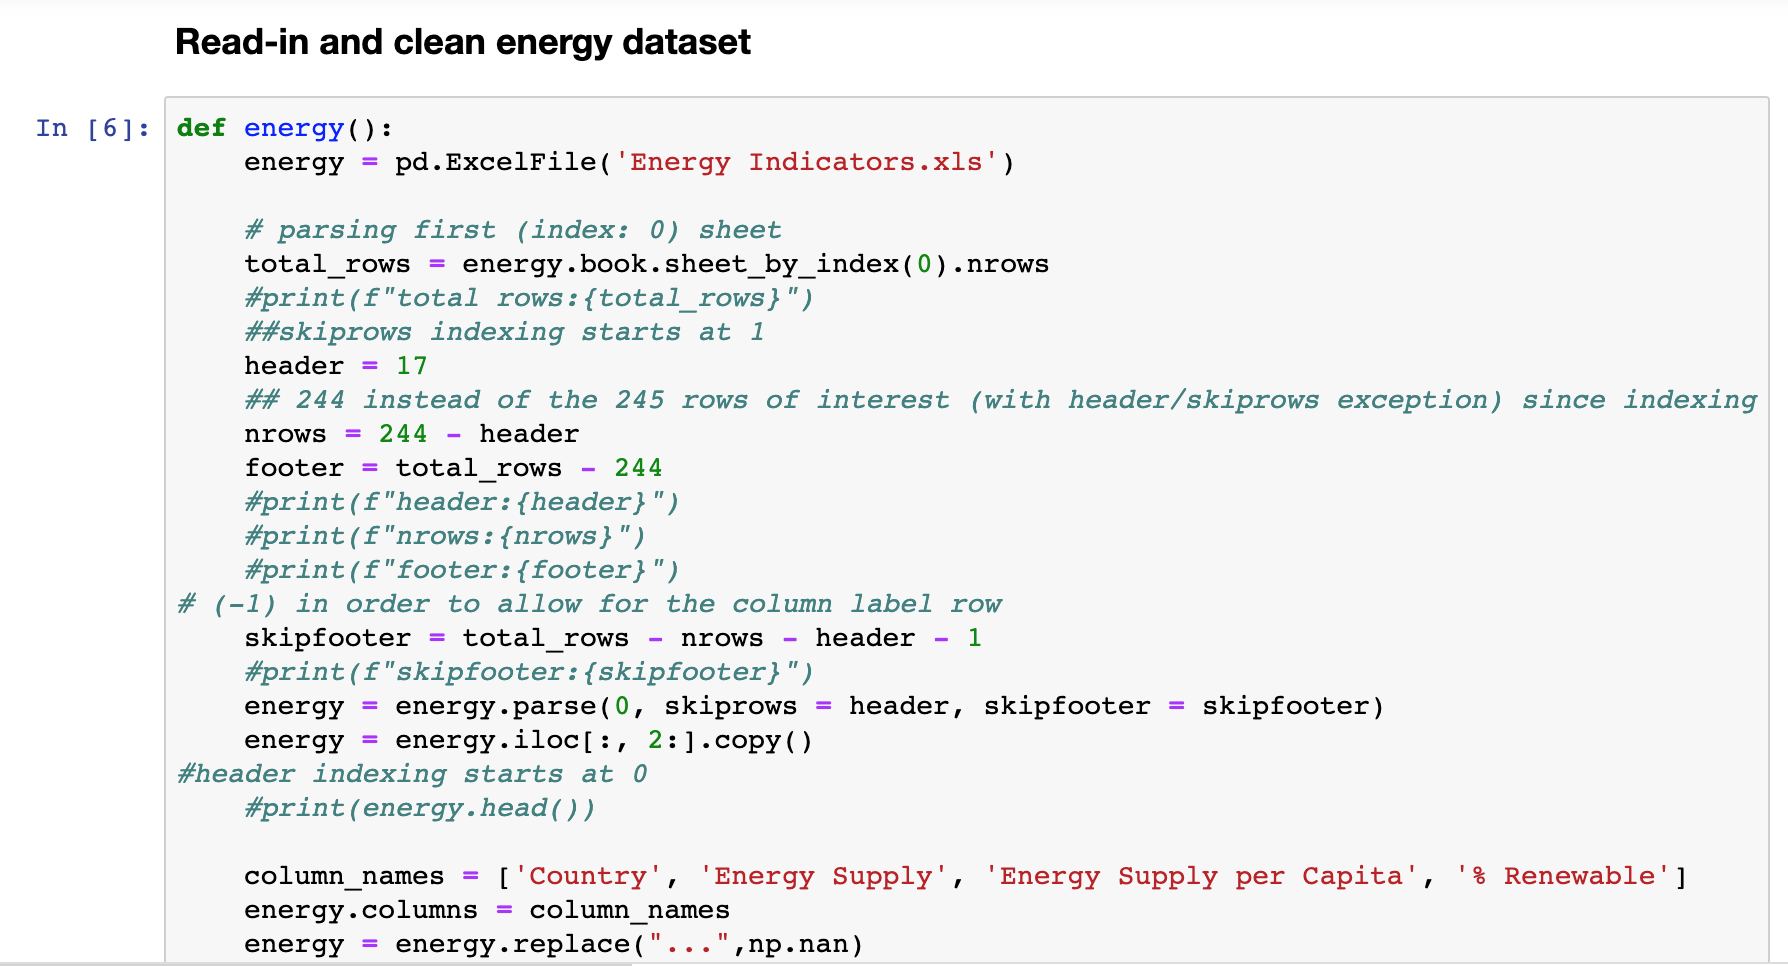 Read-in and clean energy dataset
In [6]: def energy():
    energy = pd.ExcelFile('Energy Indicators.xls')

    # parsing first (index: 0) sheet
    total_rows = energy.book.sheet_by_index(0).nrows
    #print(f"total rows:{total_rows}")
    ##skiprows indexing starts at 1
    header = 17
    ## 244 instead of the 245 rows of interest (with header/skiprows exception) since indexing
    nrows = 244 - header
    footer = total_rows - 244
    #print(f"header:{header}")
    #print(f"nrows:{nrows}")
    #print(f"footer:{footer}")
# (-1) in order to allow for the column label row
    skipfooter = total_rows - nrows - header - 1
    #print(f"skipfooter:{skipfooter}")
    energy = energy.parse(0, skiprows = header, skipfooter = skipfooter)
    energy = energy.iloc[:, 2:].copy()
#header indexing starts at 0
    #print(energy.head())

    column_names = ['Country', 'Energy Supply', 'Energy Supply per Capita', '% Renewable']
    energy.columns = column_names
    energy = energy.replace("...",np.nan)